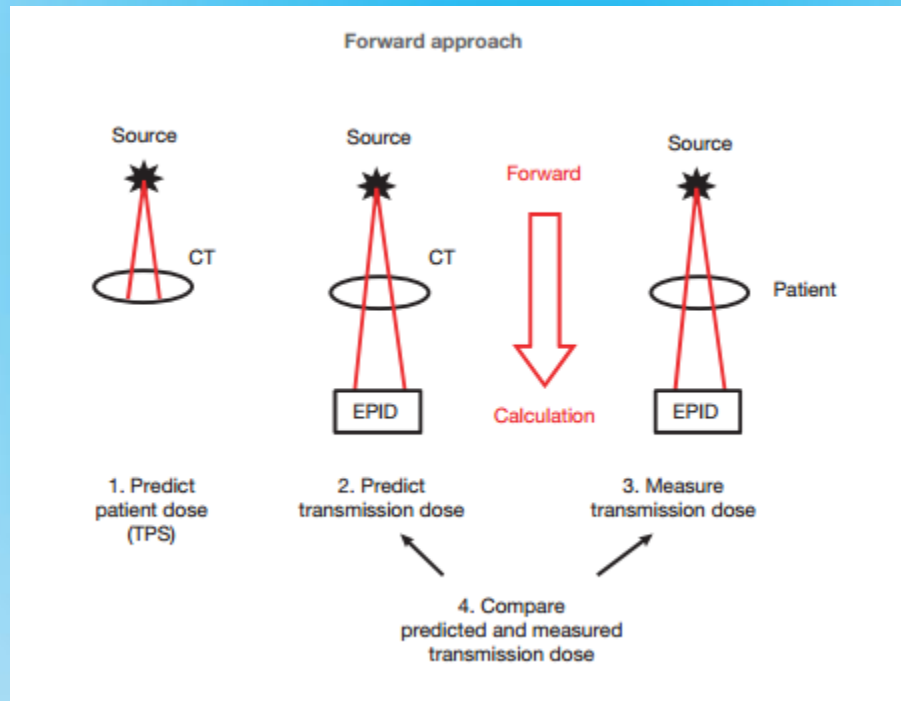 Forward approach
Source
Source
Source
Forward
CT
CT
Patient
EPID
Calculation
EPID
1. Predict
patient dose
(TPS)
2. Predict
transmission dose
3. Measure
transmission dose
4. Compare
predicted and measured
transmission dose